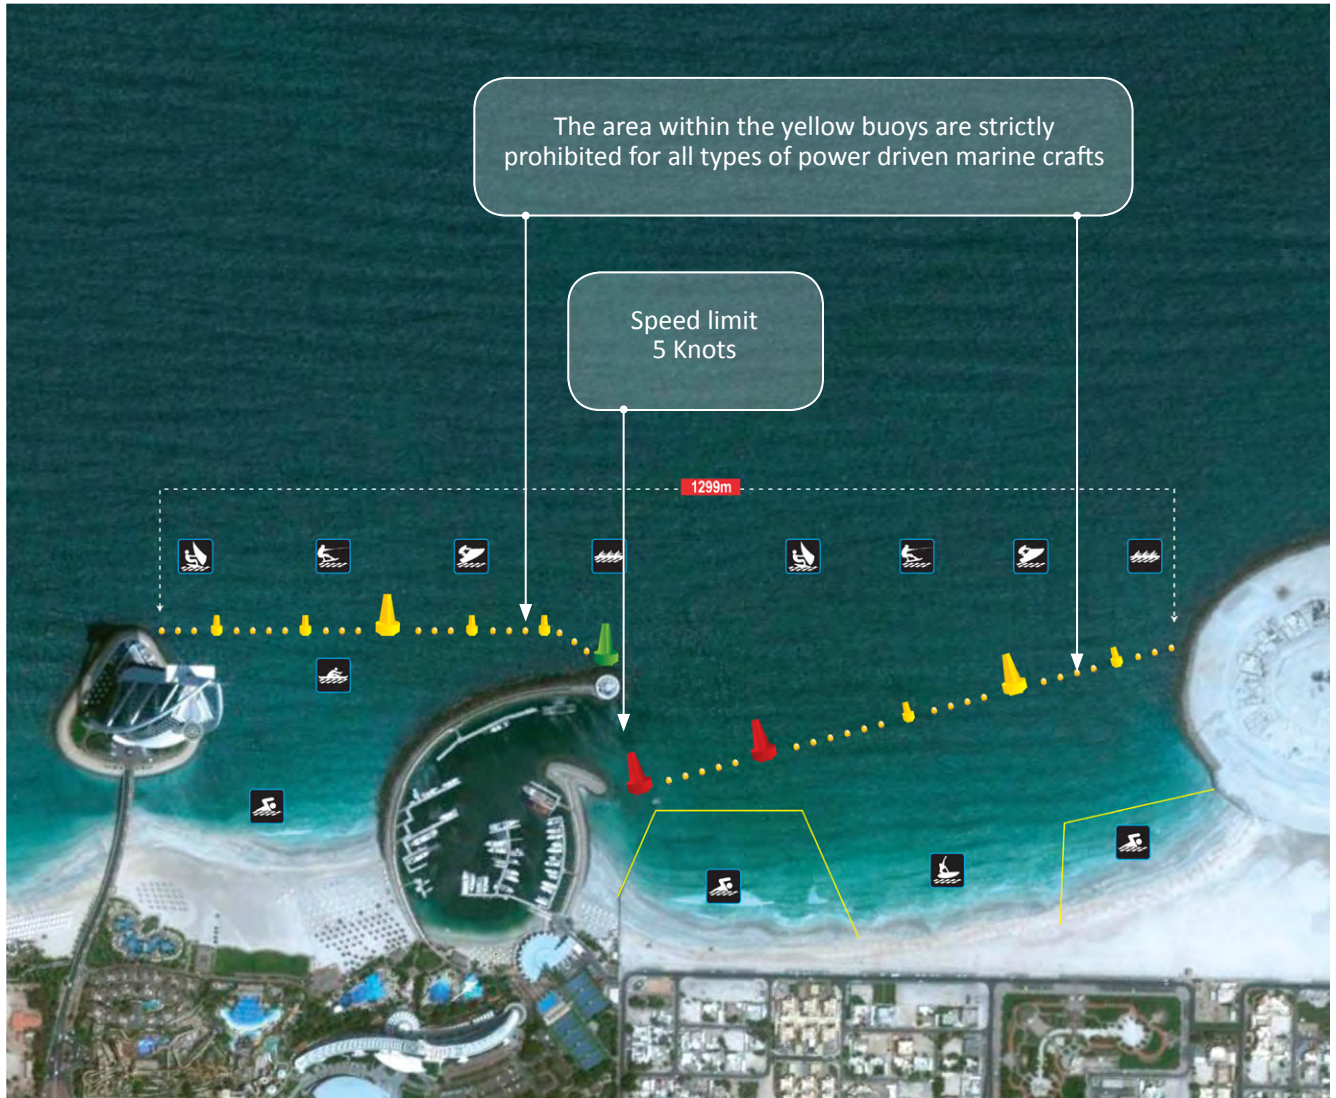 The area within the yellow buoys are strictly
prohibited for all types of power driven marine crafts
Speed limit
5 Knots
1299m